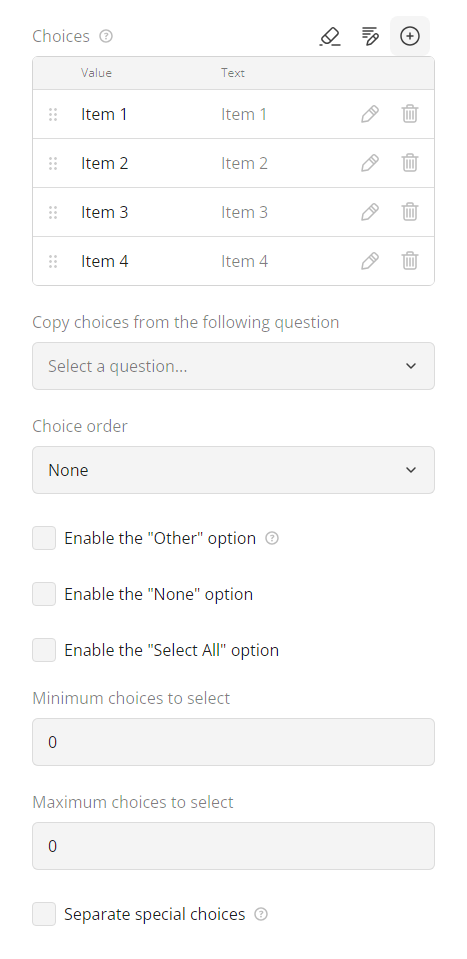 Choices
Value Text
Item 1 Item 1
Item 2 Item 2
Item 3 Item 3
Item 4 Item 4
Copy choices from the following question
Select a question...
Choice order
None
Enable the "Other" option
Enable the "None" option
Enable the "Select All" option
Minimum choices to select
0
Maximum choices to select
0
Separate special choices